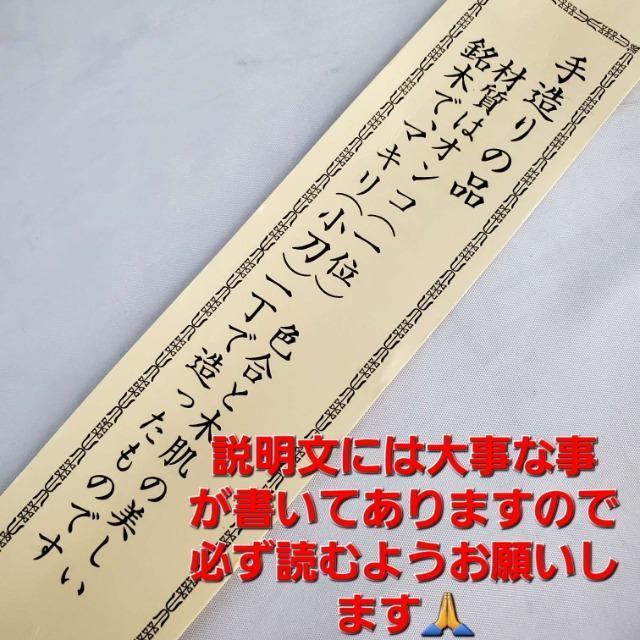 手造りの品
材質はオンコ(一位)色合と木肌の美しい
銘木で、マキリ(小刀)一丁で造ったものです
説明文には大事な事
が書いてありますので
必ず読むようお願いし
ます🙏